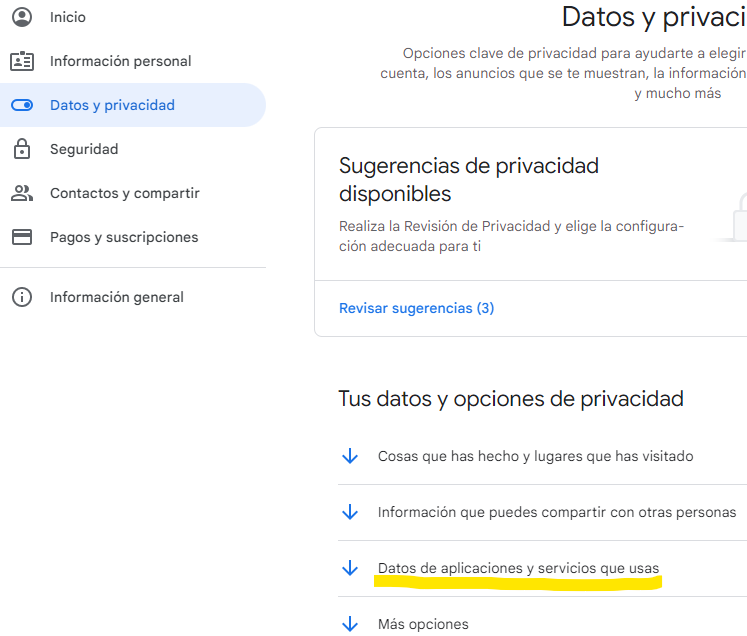 Inicio
Información personal
Datos y privacidad
Seguridad
Contactos y compartir
Pagos y suscripciones
Información general
Datos y privaci
Opciones clave de privacidad para ayudarte a elegir
cuenta, los anuncios que se te muestran, la información
y mucho más
Sugerencias de privacidad
disponibles
Realiza la Revisión de Privacidad y elige la configura-
ción adecuada para ti
Revisar sugerencias (3)
Tus datos y opciones de privacidad
Cosas que has hecho y lugares que has visitado
Información que puedes compartir con otras personas
Datos de aplicaciones y servicios que usas
Más opciones